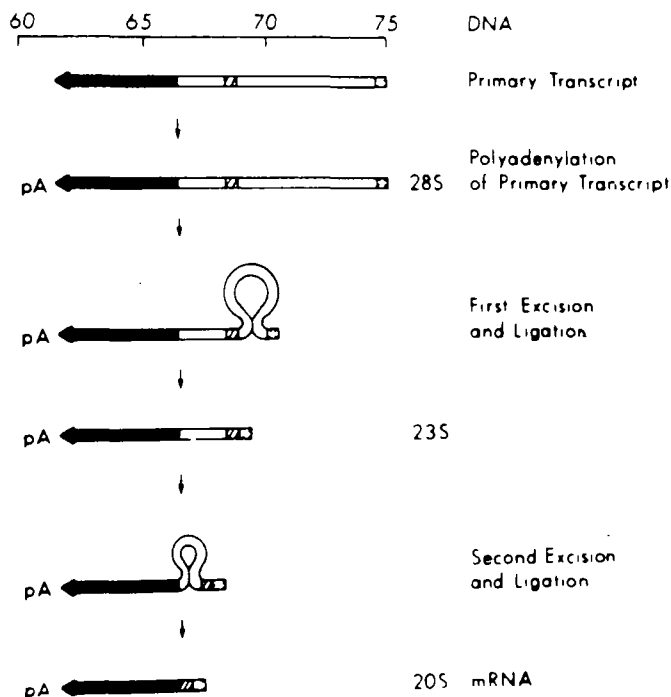 60 65 70 75 DNA
Primary Transcript
pA 28S Polyadenylation
of Primary Transcript
pA First Excision
and Ligation
pA 23S
pA Second Excision
and Ligation
pA 20S mRNA